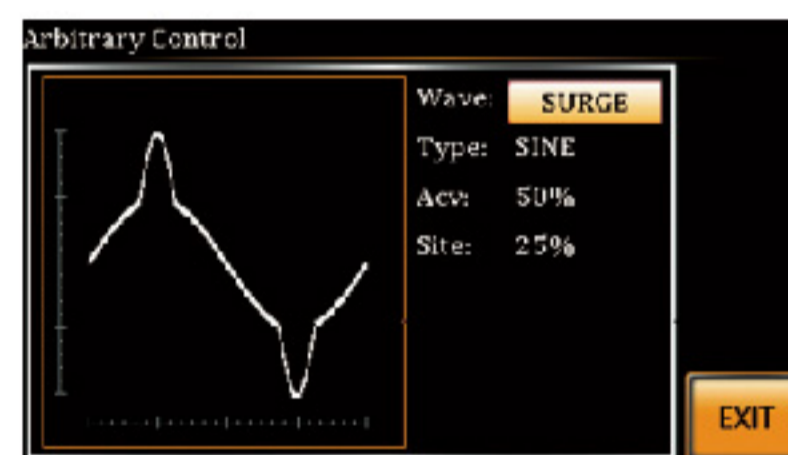 Arbitrary Control
Wave: SURGE
Type: SINE
Acv: 50%
Site: 25%
EXIT